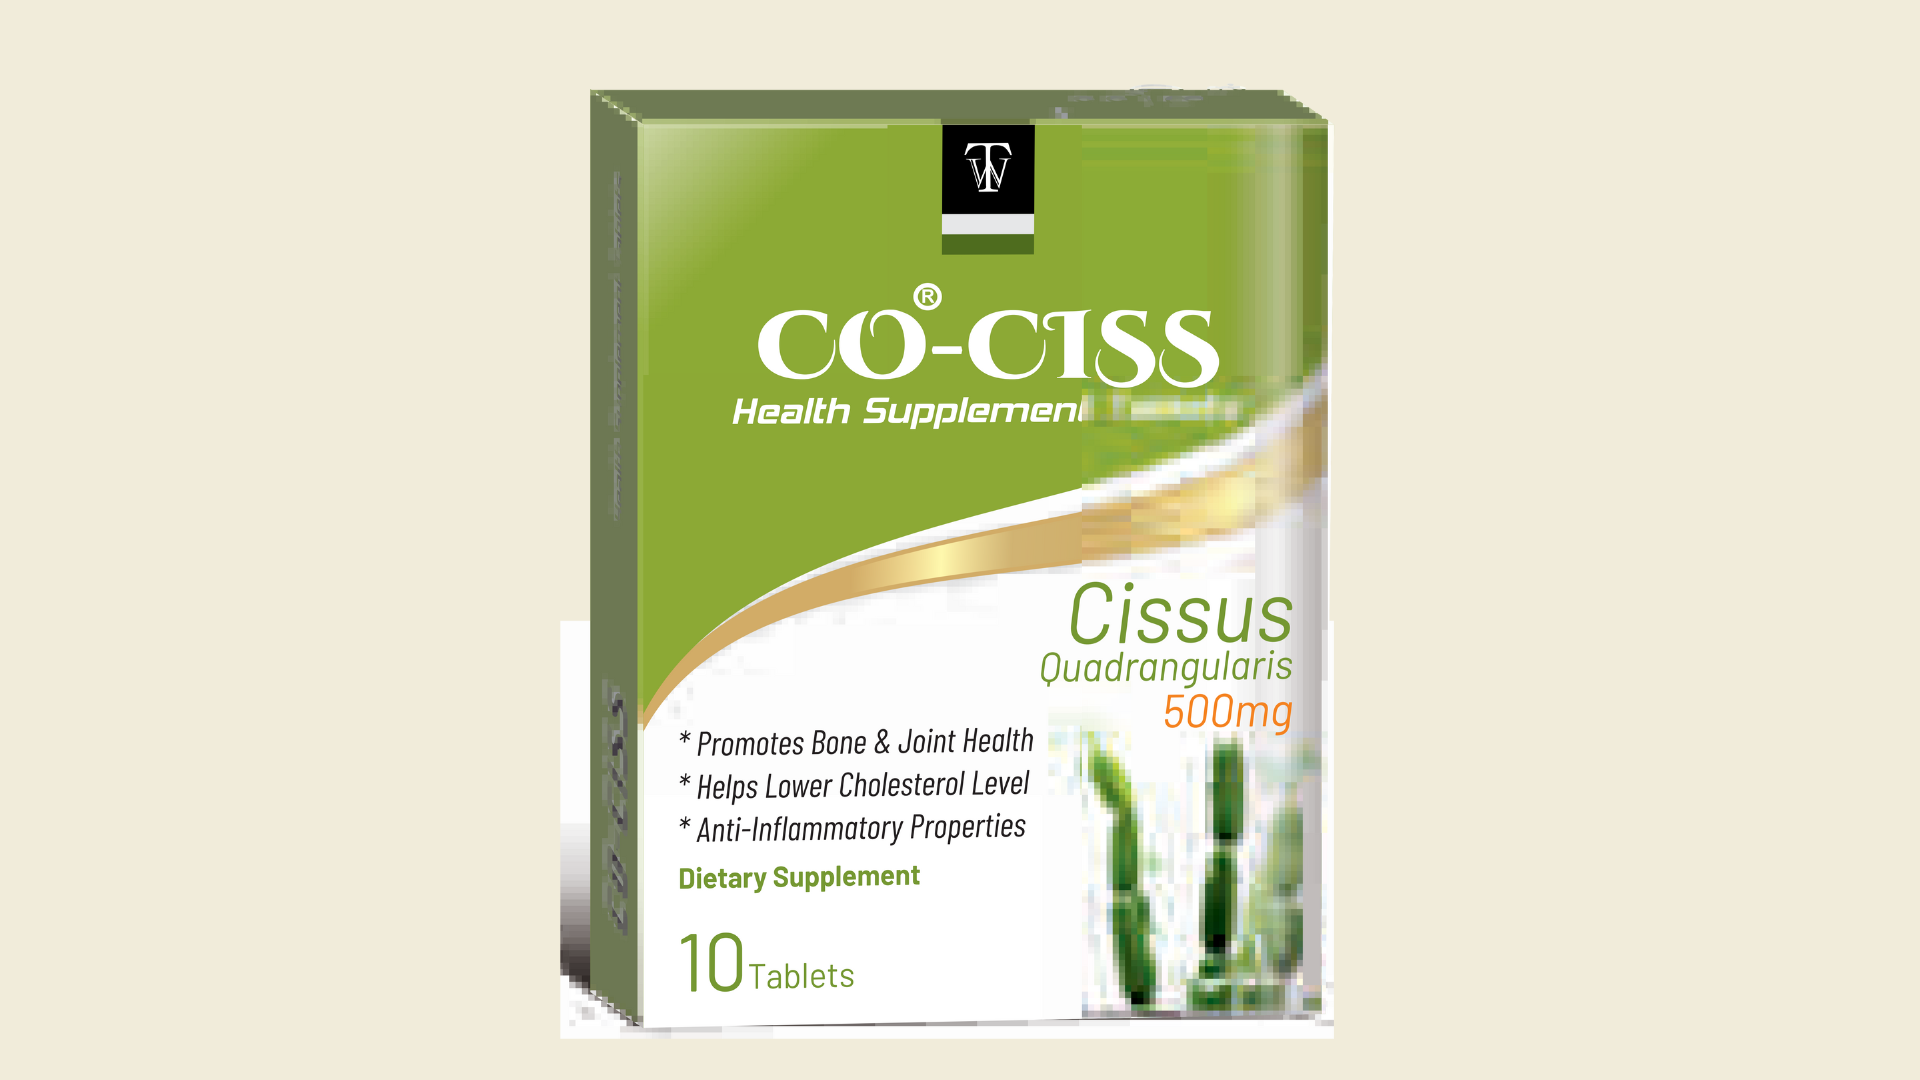 TW
CO-CISS®
Health Supplement
Cissus
Quadrangularis
500mg
* Promotes Bone & Joint Health
* Helps Lower Cholesterol Level
* Anti-Inflammatory Properties
Dietary Supplement
10 Tablets